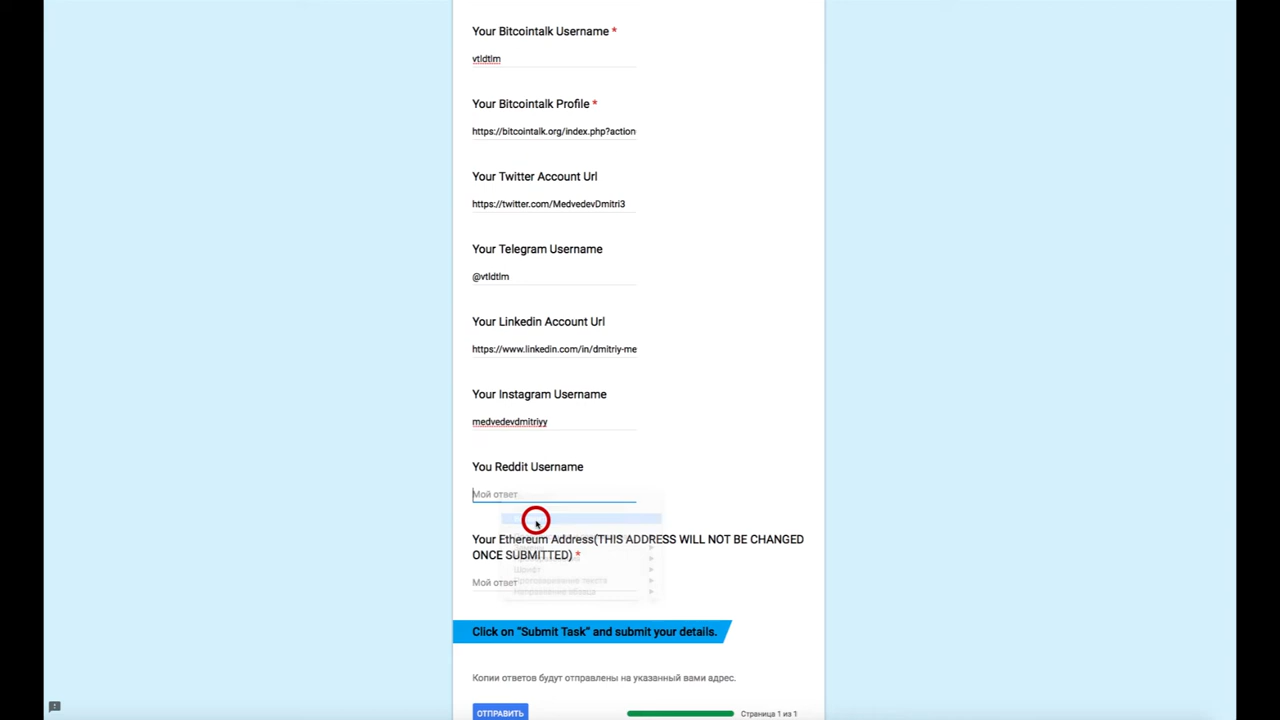 Your Bitcointalk Username *
vtldtlm
Your Bitcointalk Profile *
https://bitcointalk.org/index.php?action
Your Twitter Account Url
https://twitter.com/MedvedevDmitri3
Your Telegram Username
@vtldtlm
Your Linkedin Account Url
https://www.linkedin.com/in/dmitriy-me
Your Instagram Username
medvedevdmitriyy
You Reddit Username
Мой ответ
Your Ethereum Address(THIS ADDRESS WILL NOT BE CHANGED
ONCE SUBMITTED) *
Шрифт
Мой ответ
Click on "Submit Task" and submit your details.
Копии ответов будут отправлены на указанный вами адрес.
ОТПРАВИТЬ
Страница 1 из 1